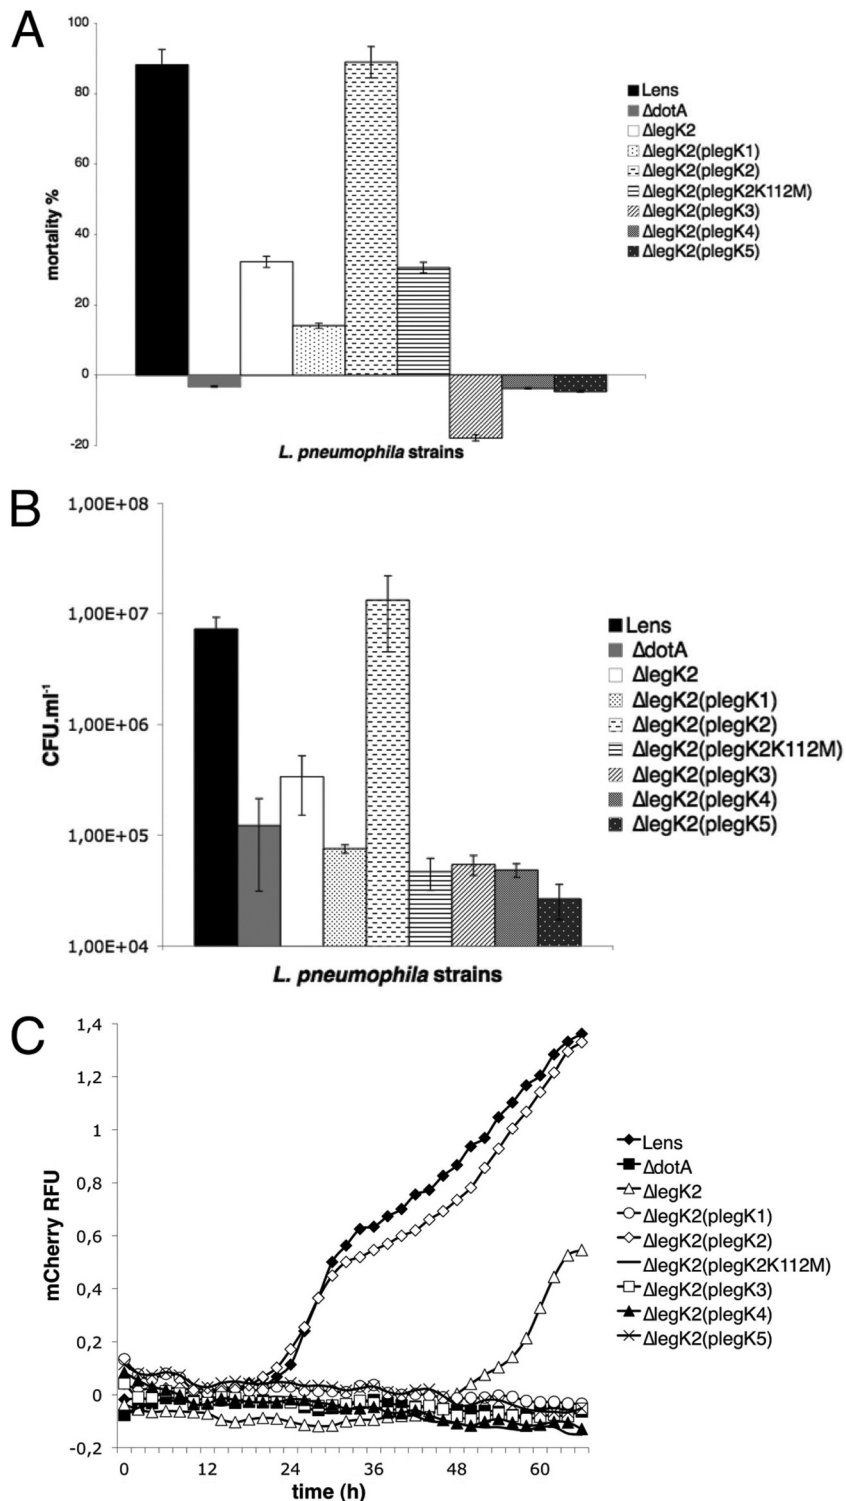 A
100
80
60
40
20
0
-20
mortality %
L. pneumophila strains
Lens
ΔdotA
ΔlegK2
ΔlegK2(plegK1)
ΔlegK2(plegK2)
ΔlegK2(plegK2K112M)
ΔlegK2(plegK3)
ΔlegK2(plegK4)
ΔlegK2(plegK5)
B
1,00E+08
1,00E+07
1,00E+06
1,00E+05
1,00E+04
CFU.ml-1
L. pneumophila strains
Lens
ΔdotA
ΔlegK2
ΔlegK2(plegK1)
ΔlegK2(plegK2)
ΔlegK2(plegK2K112M)
ΔlegK2(plegK3)
ΔlegK2(plegK4)
ΔlegK2(plegK5)
C
1,4
1,2
1
0,8
0,6
0,4
0,2
0
-0,2
mCherry RFU
0 12 24 36 48 60
time (h)
Lens
ΔdotA
ΔlegK2
ΔlegK2(plegK1)
ΔlegK2(plegK2)
ΔlegK2(plegK2K112M)
ΔlegK2(plegK3)
ΔlegK2(plegK4)
ΔlegK2(plegK5)